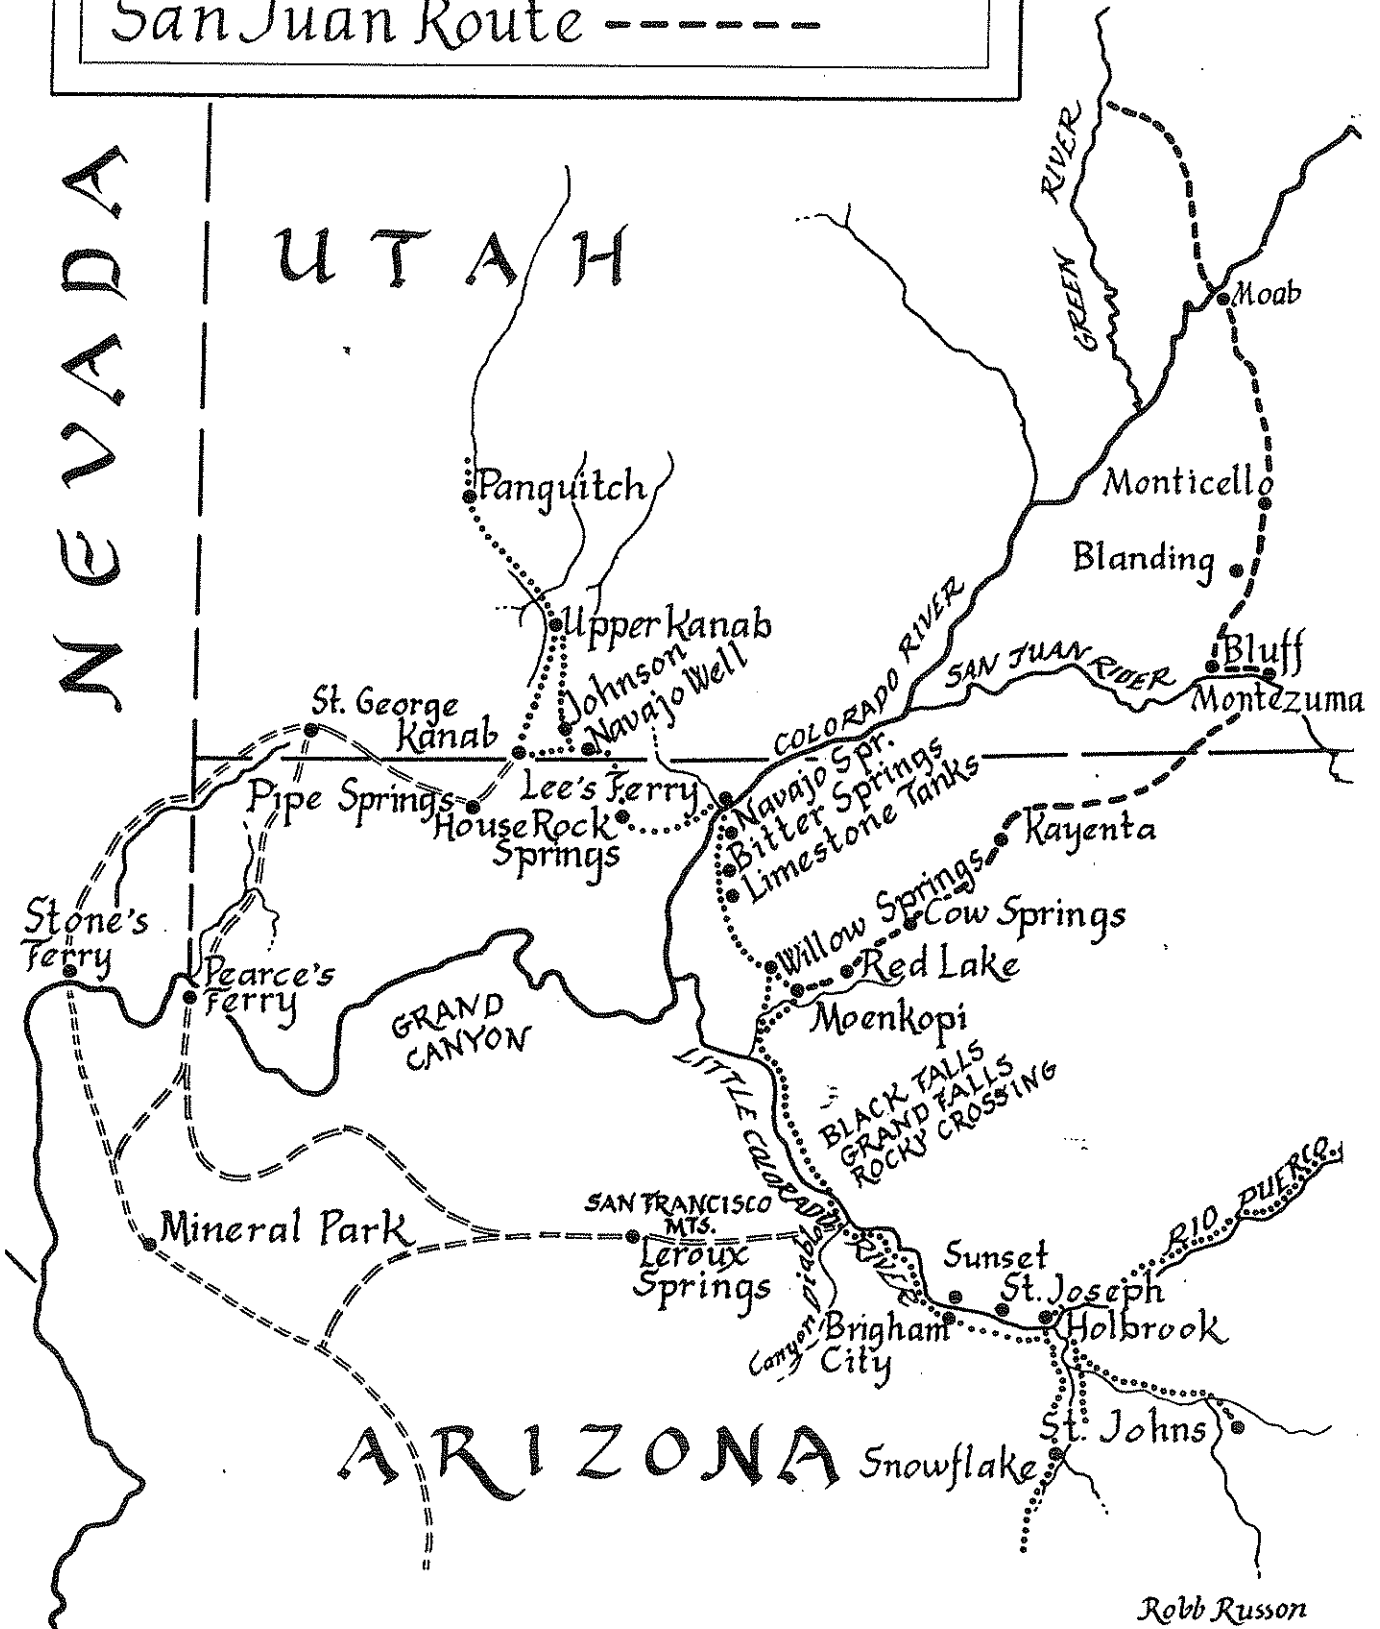 San Juan Route
NEVADA
UTAH
GREEN RIVER
Moab
Panguitch
Monticello
Blanding
Upper Kanab
Johnson
Navajo Well
COLORADO RIVER
SAN JUAN RIDER
Bluff
Montezuma
St. George
Kanab
Pipe Springs
Lee's Ferry
House Rock
Springs
Navajo Spr.
Bitter Springs
Limestone Tanks
Kayenta
Stone's
Ferry
Pearce's
Ferry
Willow Springs
Cow Springs
Red Lake
Moenkopi
GRAND
CANYON
LITTLE COLORADO RIVER
BLACK FALLS
GRAND FALLS
ROCKY CROSSING
Mineral Park
SAN FRANCISCO
MTS.
Leroux
Springs
Canyon Diablo
RIO PUERCO
Sunset
St. Joseph
Brigham
City
Holbrook
St. Johns
Snowflake
ARIZONA
Robb Russon